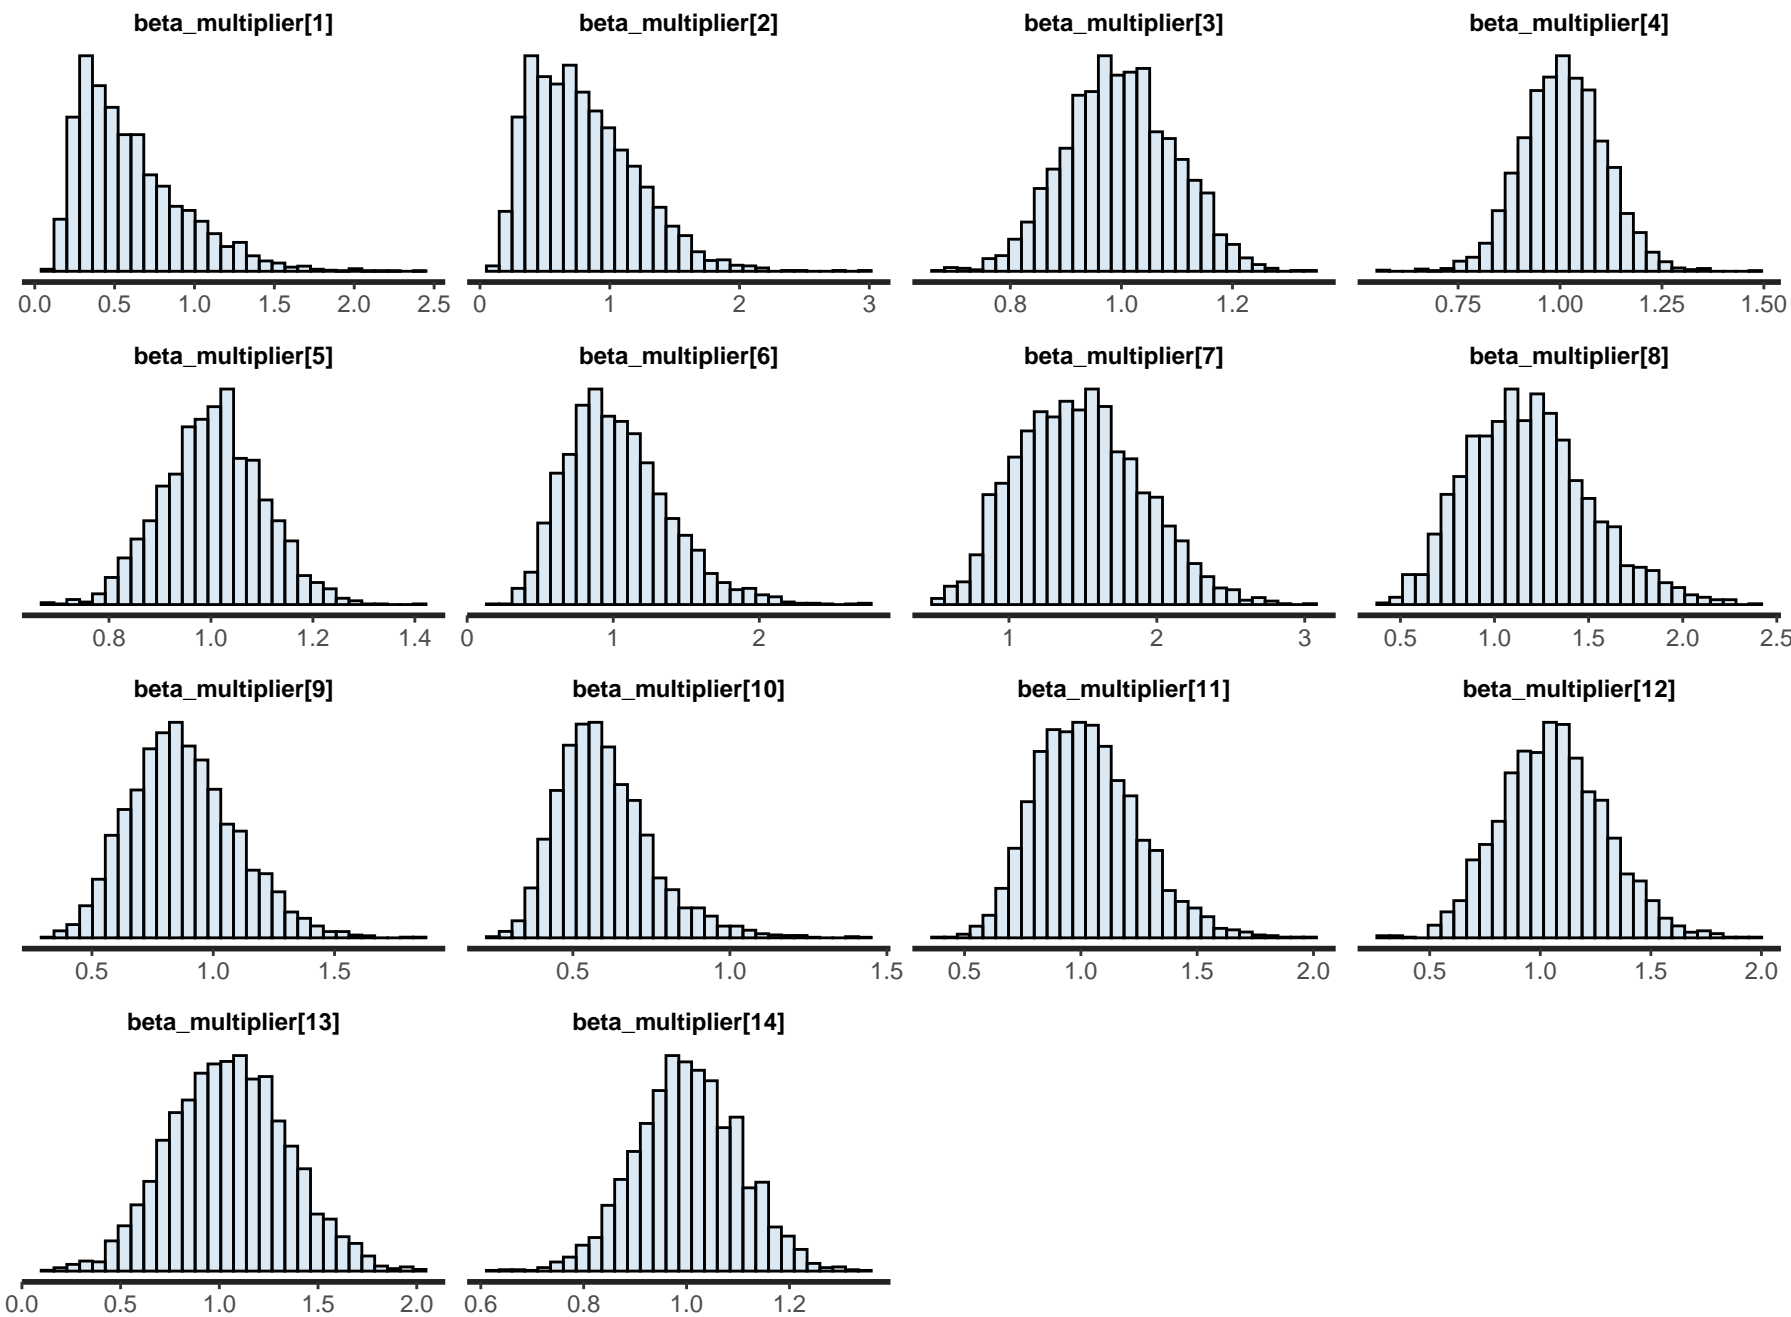 beta_multiplier[1] beta_multiplier[2] beta_multiplier[3] beta_multiplier[4]
0.0 0.5 1.0 1.5 2.0 2.5 0 1 2 3 0.8 1.0 1.2 0.75 1.00 1.25 1.50
beta_multiplier[5] beta_multiplier[6] beta_multiplier[7] beta_multiplier[8]
0.8 1.0 1.2 1.4 0 1 2 1 2 3 0.5 1.0 1.5 2.0 2.5
beta_multiplier[9] beta_multiplier[10] beta_multiplier[11] beta_multiplier[12]
0.5 1.0 1.5 0.5 1.0 1.5 0.5 1.0 1.5 2.0 0.5 1.0 1.5 2.0
beta_multiplier[13] beta_multiplier[14]
0.0 0.5 1.0 1.5 2.0 0.6 0.8 1.0 1.2